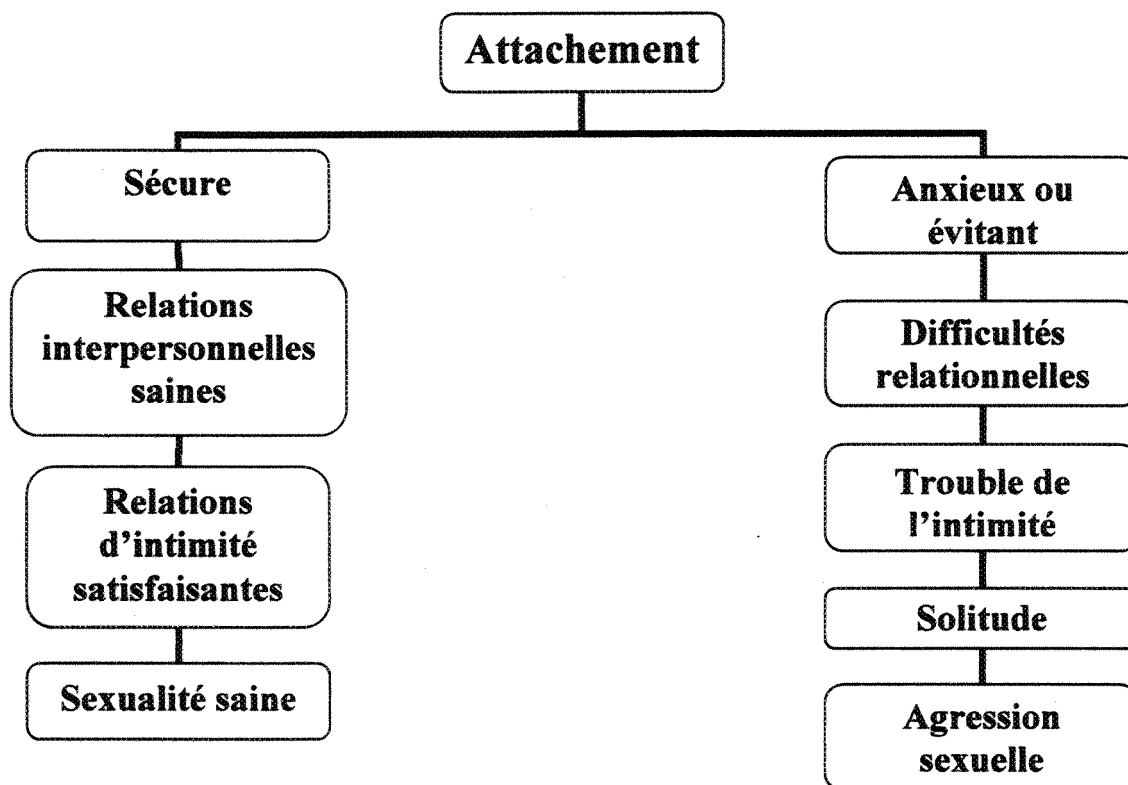 Attachement
Sécure
Relations
interpersonnelles
saines
Relations
d'intimité
satisfaisantes
Sexualité saine
Anxieux ou
évitant
Difficultés
relationnelles
Trouble de
l'intimité
Solitude
Agression
sexuelle